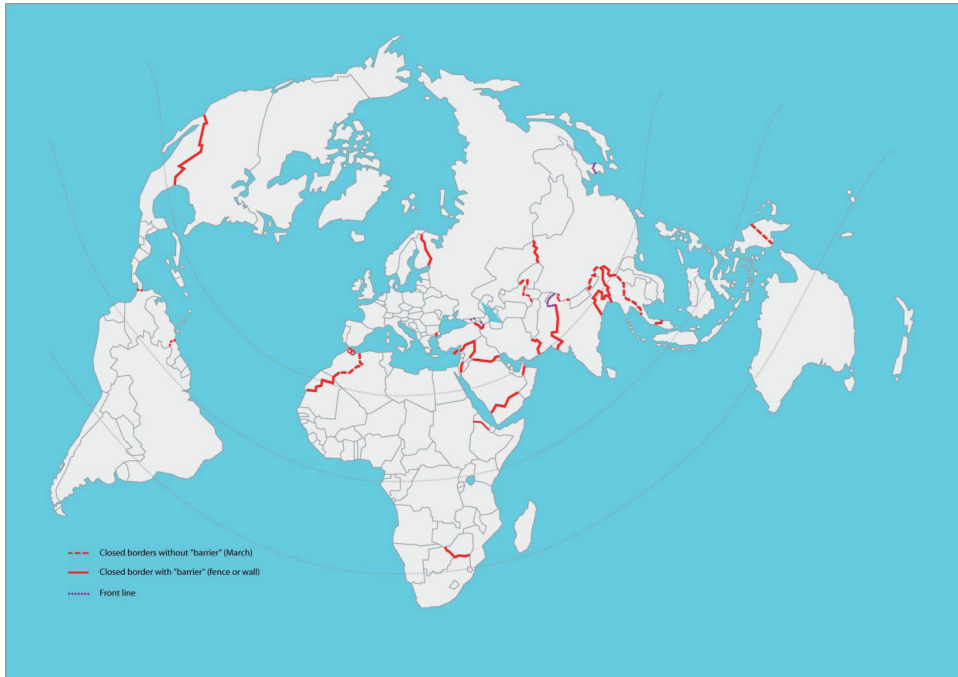 Closed borders without "barrier" (March)
Closed border with "barrier" (fence or wall)
Front line